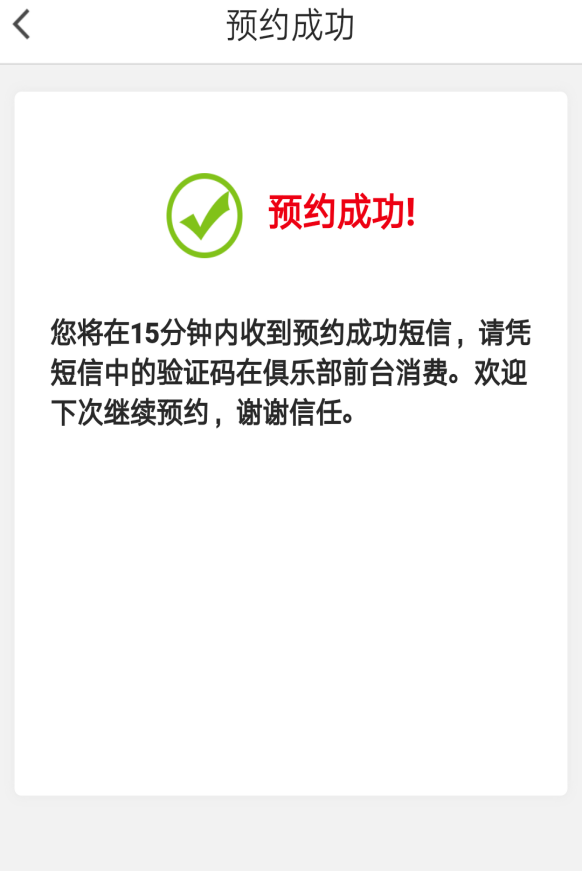 预约成功
预约成功!
您将在15分钟内收到预约成功短信，请凭
短信中的验证码在俱乐部前台消费。欢迎
下次继续预约，谢谢信任。